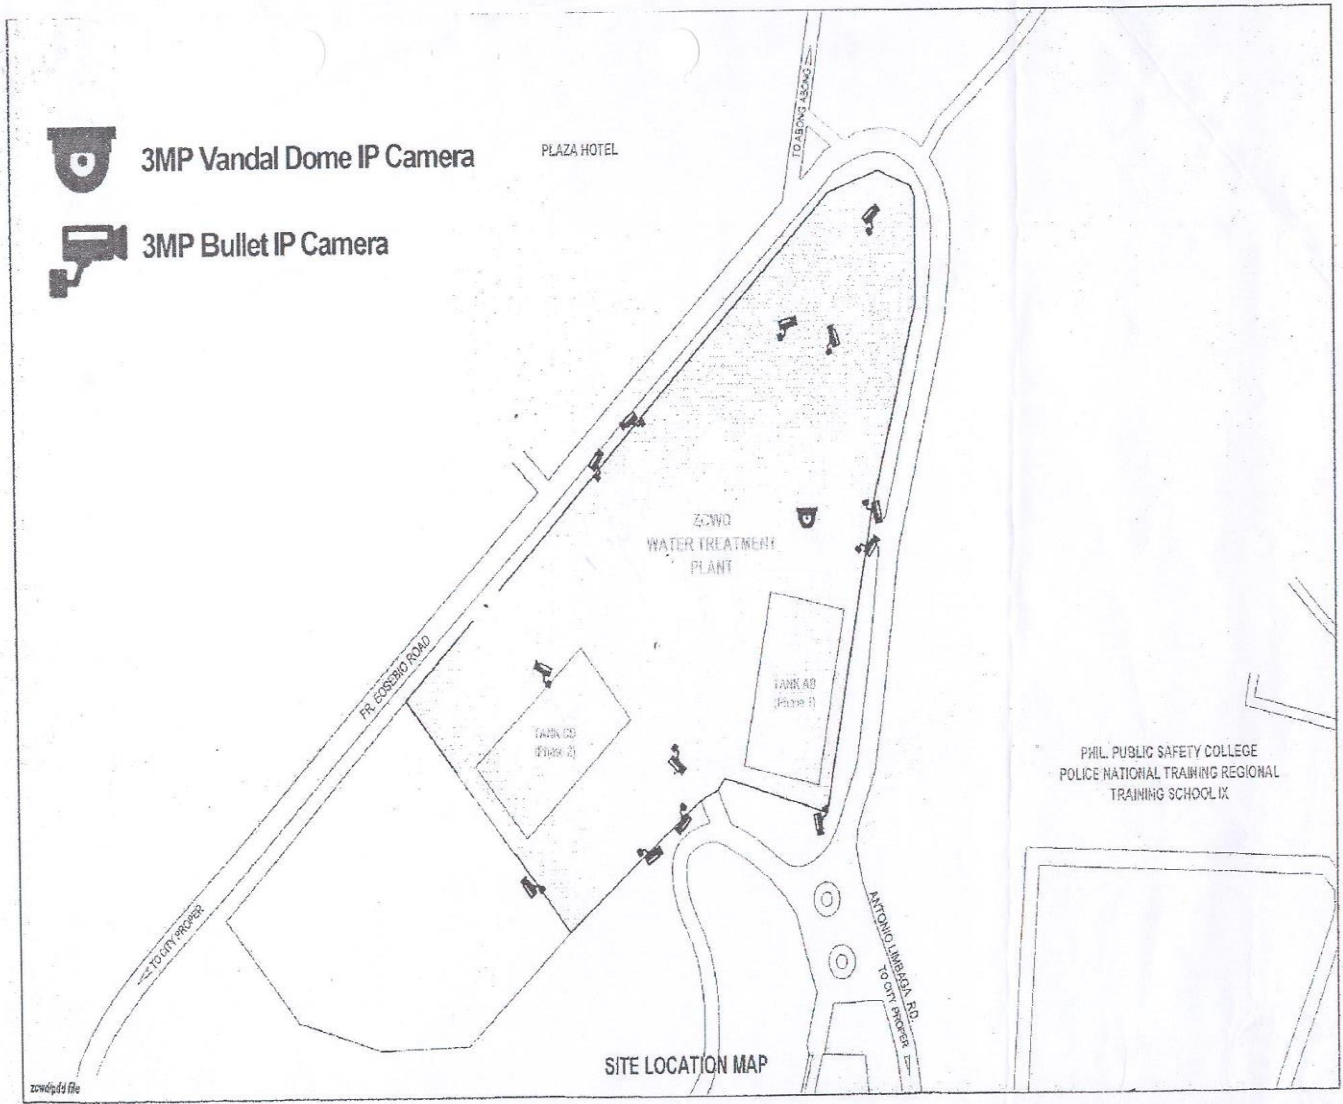 3MP Vandal Dome IP Camera
3MP Bullet IP Camera
PLAZA HOTEL
TO ABONG ABONG
ZCWD
WATER TREATMENT
PLANT
FR. EOSEBIO ROAD
TANK AB
(Phase 1)
TANK CD
(Phase 2)
PHIL. PUBLIC SAFETY COLLEGE
POLICE NATIONAL TRAINING REGIONAL
TRAINING SCHOOL IX
TO CITY PROPER
ANTONIO LIMBAGA RD.
TO CITY PROPER
SITE LOCATION MAP